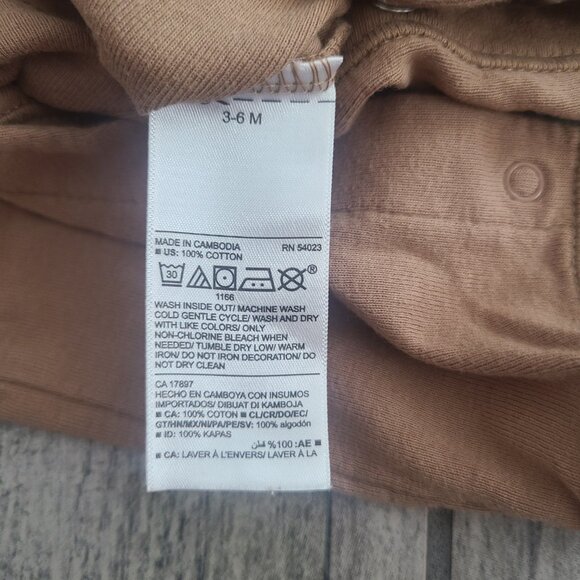 3-6 M
MADE IN CAMBODIA RN 54023
■ US: 100% COTTON
30 ®
1166
WASH INSIDE OUT/ MACHINE WASH
COLD GENTLE CYCLE/ WASH AND DRY
WITH LIKE COLORS/ ONLY
NON-CHLORINE BLEACH WHEN
NEEDED/ TUMBLE DRY LOW/ WARM
IRON/ DO NOT IRON DECORATION/ DO
NOT DRY CLEAN
CA 17897
HECHO EN CAMBOYA CON INSUMOS
IMPORTADOS/ DIBUAT DI KAMBOJA
■ CA: 100% COTON ■ CL/CR/DO/EC/
GT/HN/MX/NI/PA/PE/SV: 100% algodón
■ ID: 100% KAPAS
■ AE: 100% قطن
■ CA: LAVER À L'ENVERS/ LAVER À LA